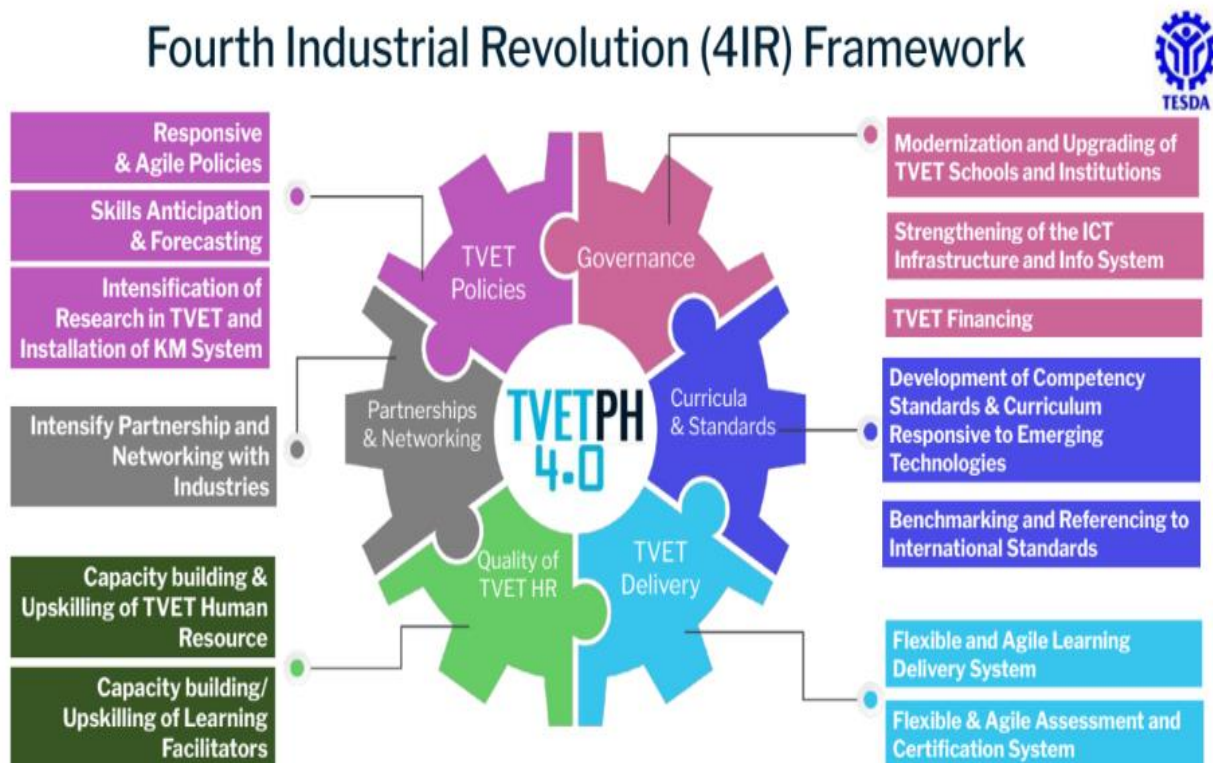 Fourth Industrial Revolution (4IR) Framework
TESDA
Responsive
& Agile Policies
Skills Anticipation
& Forecasting
Intensification of
Research in TVET and
Installation of KM System
Intensify Partnership and
Networking with
Industries
Capacity building &
Upskilling of TVET Human
Resource
Capacity building/
Upskilling of Learning
Facilitators
TVET
Policies
Governance
Partnerships
& Networking
TVETPH
4.0
Curricula
& Standards
Quality of
TVET HR
TVET
Delivery
Modernization and Upgrading of
TVET Schools and Institutions
Strengthening of the ICT
Infrastructure and Info System
TVET Financing
Development of Competency
Standards & Curriculum
Responsive to Emerging
Technologies
Benchmarking and Referencing to
International Standards
Flexible and Agile Learning
Delivery System
Flexible & Agile Assessment and
Certification System